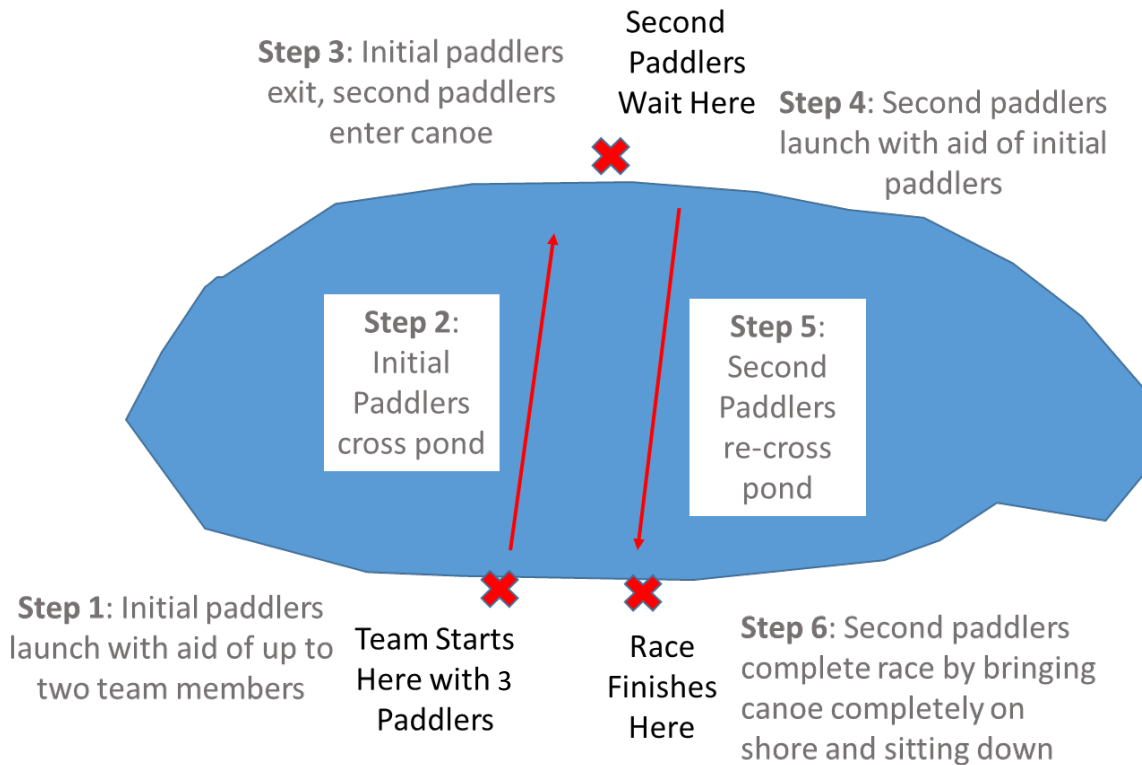 Second
Paddlers
Wait Here
Step 3: Initial paddlers
exit, second paddlers
enter canoe
Step 4: Second paddlers
launch with aid of initial
paddlers
Step 2:
Initial
Paddlers
cross pond
Step 5:
Second
Paddlers
re-cross
pond
Step 1: Initial paddlers
launch with aid of up to
two team members
Team Starts
Here with 3
Paddlers
Race
Finishes
Here
Step 6: Second paddlers
complete race by bringing
canoe completely on
shore and sitting down